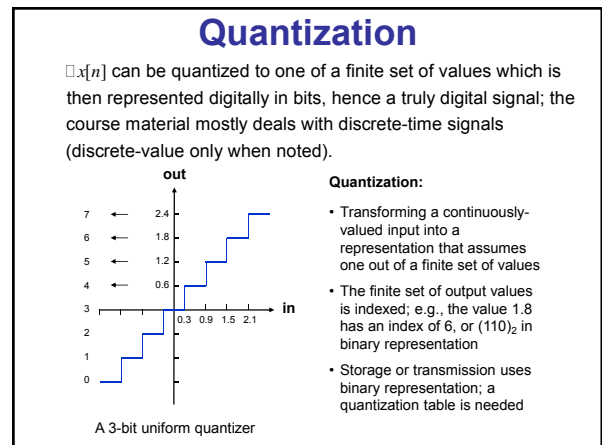 Quantization
□ x[n] can be quantized to one of a finite set of values which is
then represented digitally in bits, hence a truly digital signal; the
course material mostly deals with discrete-time signals
(discrete-value only when noted).
out
7 ← 2.4
6 ← 1.8
5 ← 1.2
4 ← 0.6
3
in
0.3 0.9 1.5 2.1
2
1
0
A 3-bit uniform quantizer
Quantization:
• Transforming a continuously-
valued input into a
representation that assumes
one out of a finite set of values
• The finite set of output values
is indexed; e.g., the value 1.8
has an index of 6, or (110)₂ in
binary representation
• Storage or transmission uses
binary representation; a
quantization table is needed